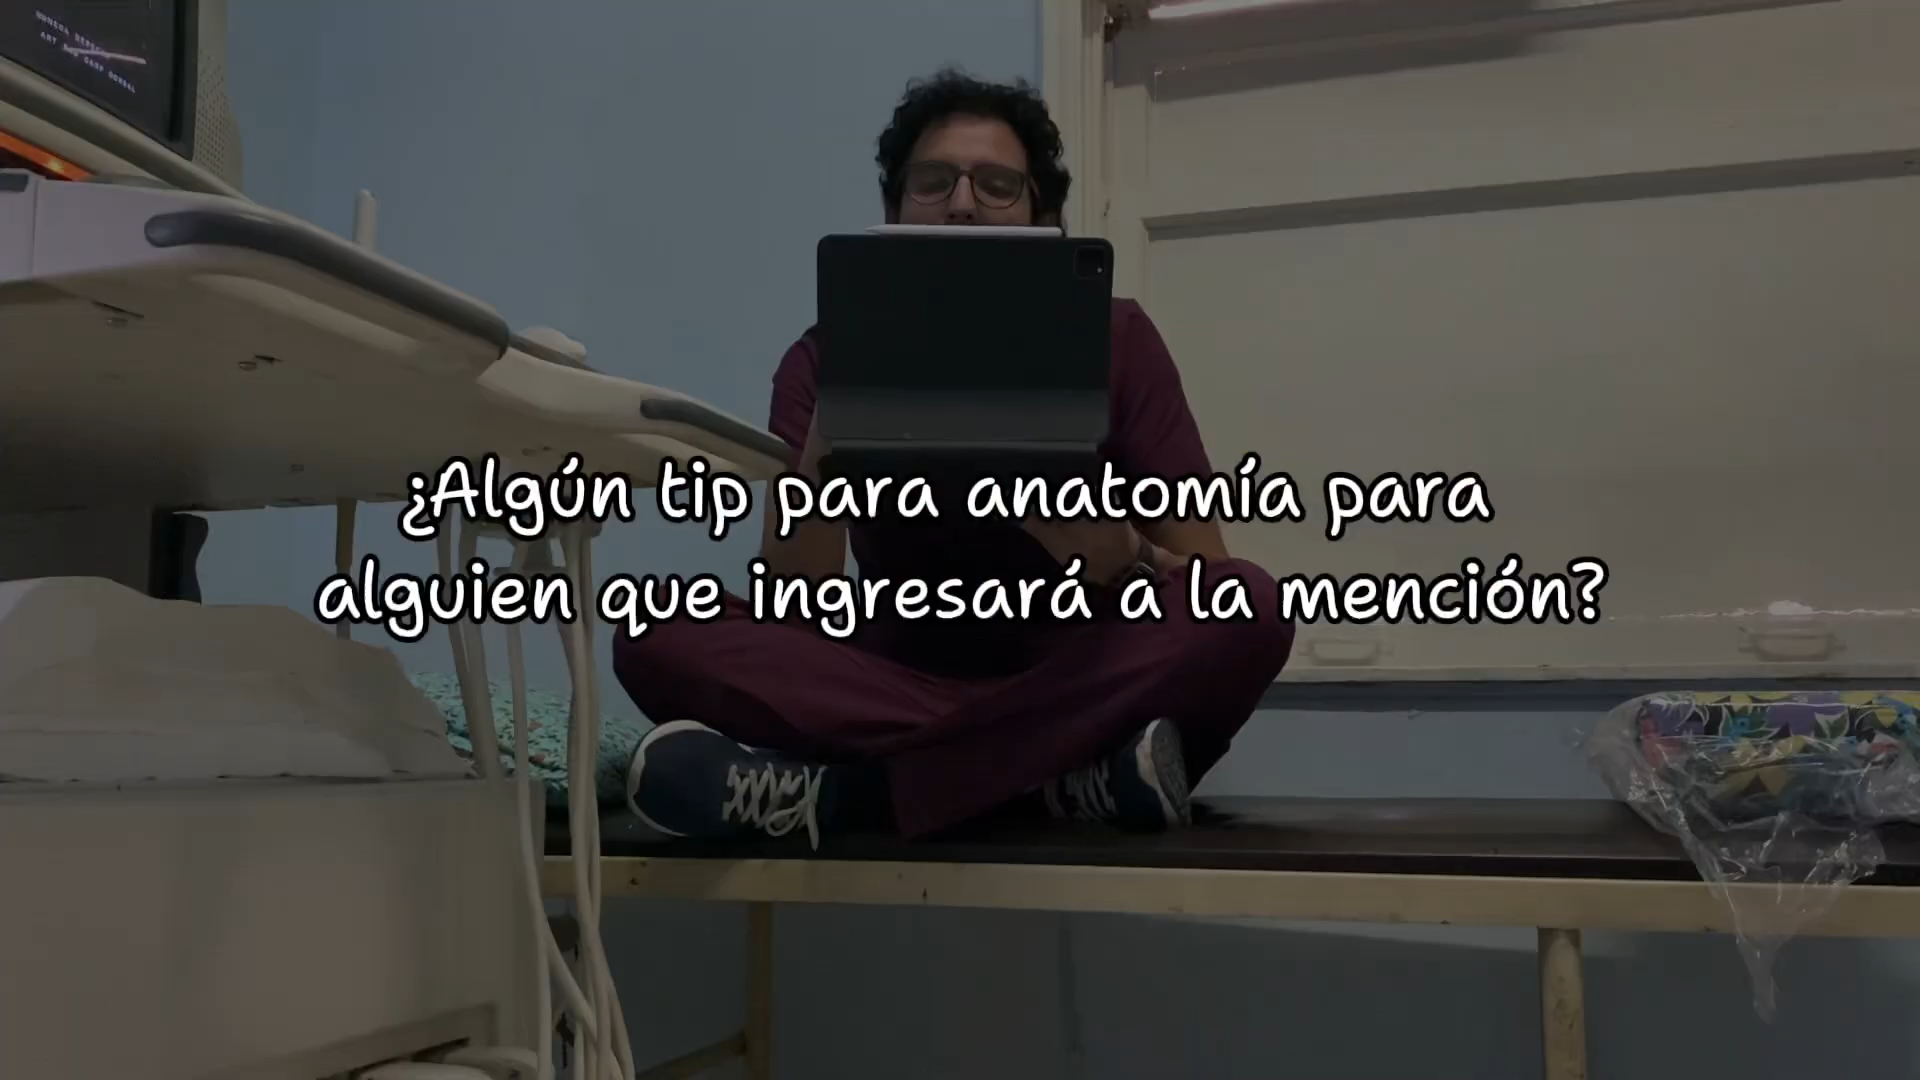 ¿Algún tip para anatomía para
alguien que ingresará a la mención?